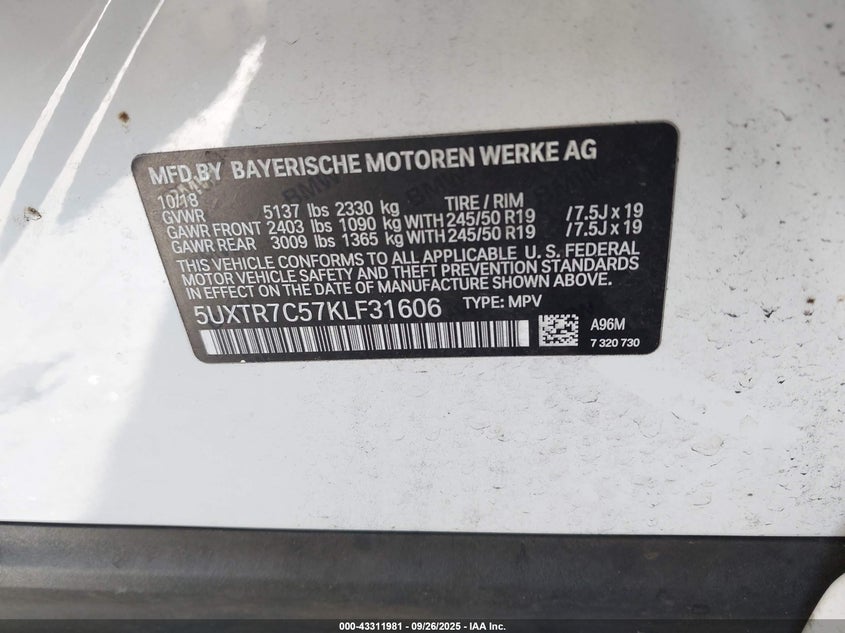 MFD.BY BAYERISCHE MOTOREN WERKE AG
10/18
GVWR 5137 lbs 2330 kg TIRE / RIM
GAWR FRONT 2403 lbs 1090 kg WITH 245/50 R19 / 7.5J x 19
GAWR REAR 3009 lbs 1365 kg WITH 245/50 R19 / 7.5J x 19
THIS VEHICLE CONFORMS TO ALL APPLICABLE U. S. FEDERAL
MOTOR VEHICLE SAFETY AND THEFT PREVENTION STANDARDS
IN EFFECT ON THE DATE OF MANUFACTURE SHOWN ABOVE.
5UXTR7C57KLF31606 TYPE: MPV
A96M
7 320 730
000-43311981 - 09/26/2025 - IAA Inc.